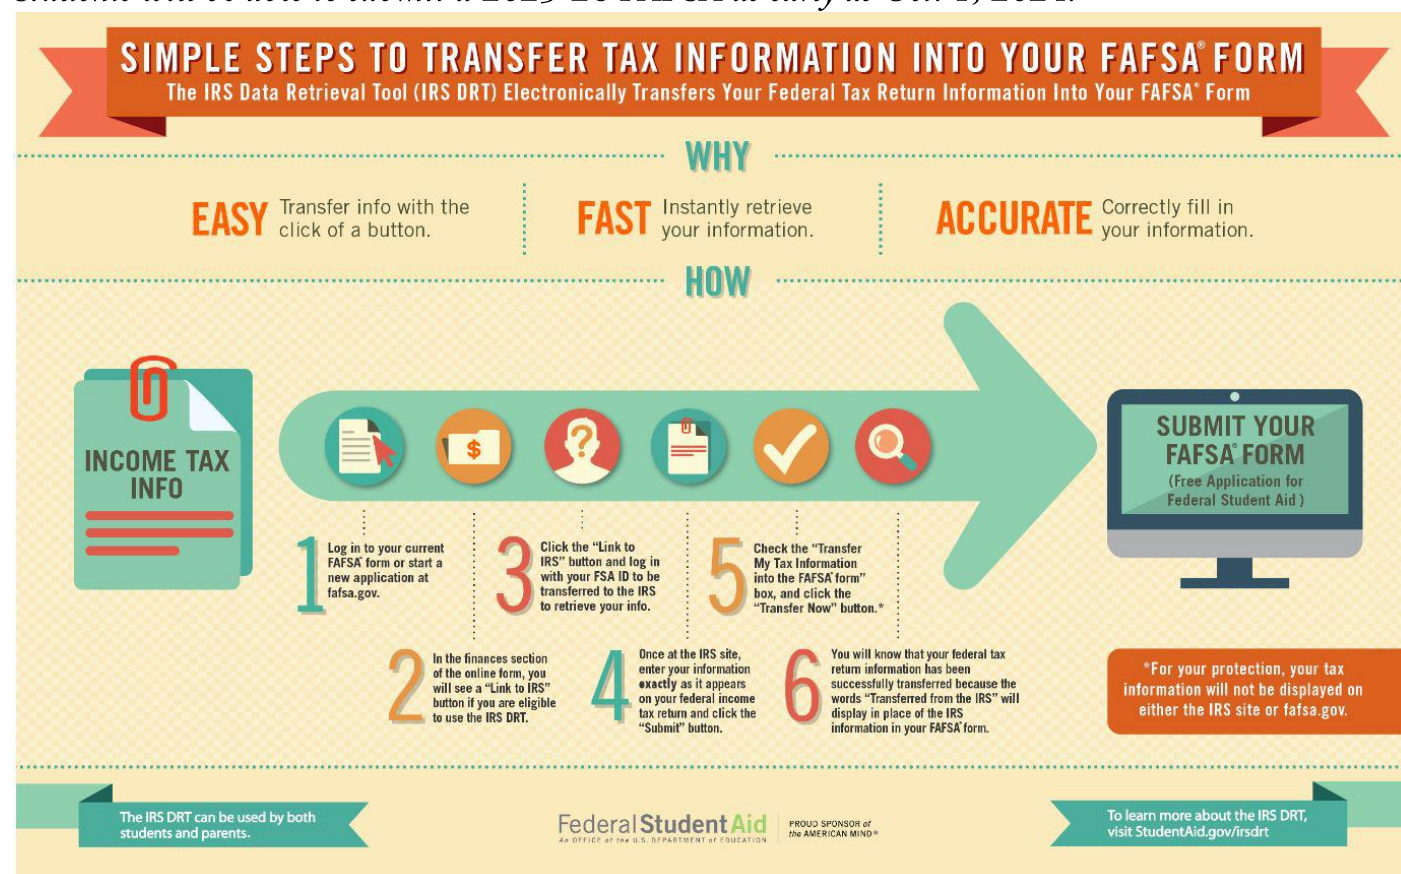 SIMPLE STEPS TO TRANSFER TAX INFORMATION INTO YOUR FAFSA® FORM
The IRS Data Retrieval Tool (IRS DRT) Electronically Transfers Your Federal Tax Return Information Into Your FAFSA® Form
WHY
EASY
Transfer info with the
click of a button.
FAST
Instantly retrieve
your information.
ACCURATE
Correctly fill in
your information.
HOW
INCOME TAX
INFO
$
?
1
Log in to your current
FAFSA® form or start a
new application at
fafsa.gov.
2
In the finances section
of the online form, you
will see a “Link to IRS”
button if you are eligible
to use the IRS DRT.
3
Click the “Link to
IRS” button and log in
with your FSA ID to be
transferred to the IRS
to retrieve your info.
4
Once at the IRS site,
enter your information
exactly as it appears
on your federal income
tax return and click the
“Submit” button.
5
Check the “Transfer
My Tax Information
into the FAFSA® form”
box, and click the
“Transfer Now” button.*
6
You will know that your federal tax
return information has been
successfully transferred because the
words “Transferred from the IRS” will
display in place of the IRS
information in your FAFSA® form.
SUBMIT YOUR
FAFSA® FORM
(Free Application for
Federal Student Aid )
*For your protection, your tax
information will not be displayed on
either the IRS site or fafsa.gov.
The IRS DRT can be used by both
students and parents.
Federal Student Aid
An OFFICE of the U.S. DEPARTMENT of EDUCATION
PROUD SPONSOR of
the AMERICAN MIND®
To learn more about the IRS DRT,
visit StudentAid.gov/irsdrt